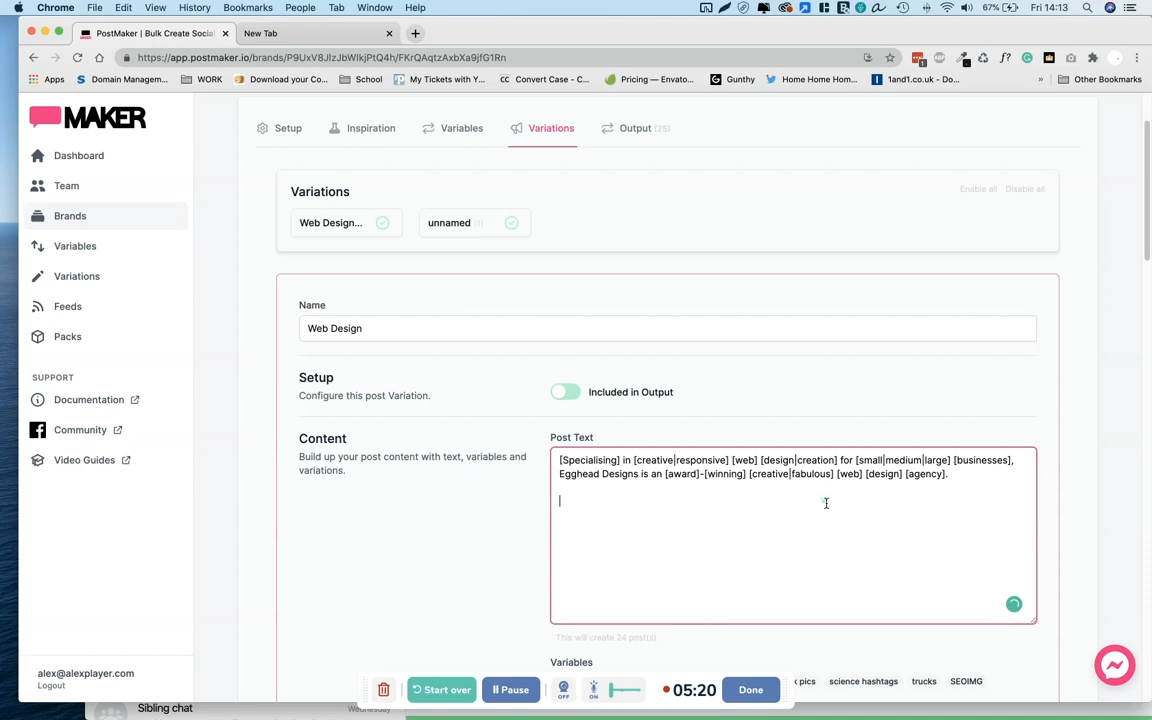 Chrome File Edit View History Bookmarks People Tab Window Help 67% Fri 14:13
PostMaker | Bulk Create Social New Tab
https://app.postmaker.io/brands/P9UxV8JlzJbWIkjPtQ4h/FKrQAqtzAxbXa9jfG1Rn
Apps Domain Managem... WORK Download your Co... School My Tickets with Y... CC Convert Case - C... Pricing — Envato... Gunthy Home Home Hom... 1and1.co.uk - Do... » Other Bookmarks
MAKER
Setup Inspiration Variables Variations Output (25)
Dashboard
Team
Brands
Variables
Variations
Feeds
Packs
SUPPORT
Documentation
Community
Video Guides
alex@alexplayer.com
Logout
Variations
Enable all Disable all
Web Design... unnamed (1)
Name
Web Design
Setup
Configure this post Variation.
Included in Output
Content
Build up your post content with text, variables and
variations.
Post Text
[Specialising] in [creative|responsive] [web] [design|creation] for [small|medium|large] [businesses],
Egghead Designs is an [award]-[winning] [creative|fabulous] [web] [design] [agency].
This will create 24 post(s)
Variables
pics science hashtags trucks SEOIMG
Start over Pause OFF ON 05:20 Done
Sibling chat Wednesday